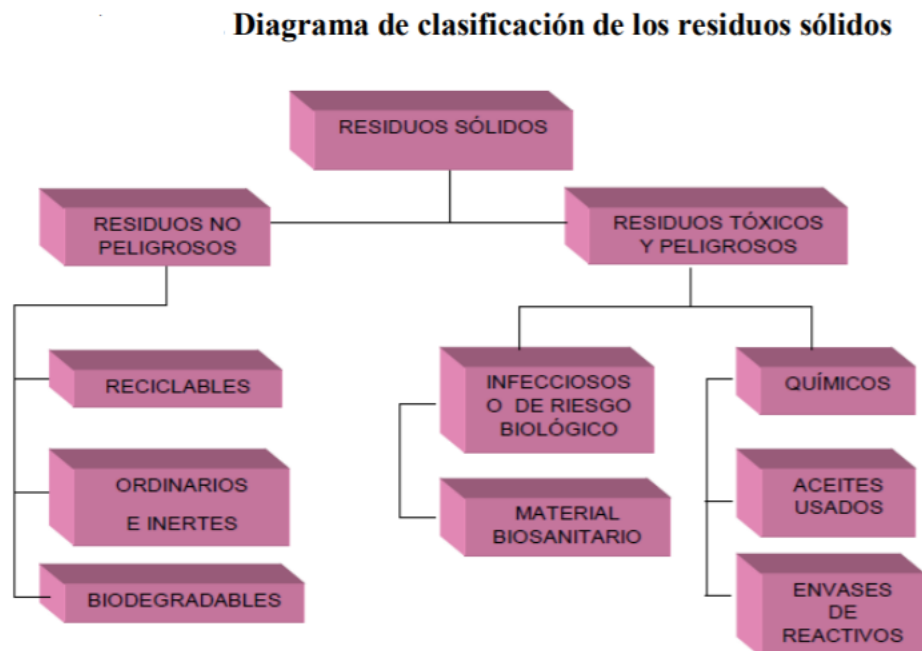 Diagrama de clasificación de los residuos sólidos
RESIDUOS SÓLIDOS
RESIDUOS NO
PELIGROSOS
RESIDUOS TÓXICOS
Y PELIGROSOS
RECICLABLES
ORDINARIOS
E INERTES
BIODEGRADABLES
INFECCIOSOS
O DE RIESGO
BIOLÓGICO
MATERIAL
BIOSANITARIO
QUÍMICOS
ACEITES
USADOS
ENVASES
DE
REACTIVOS